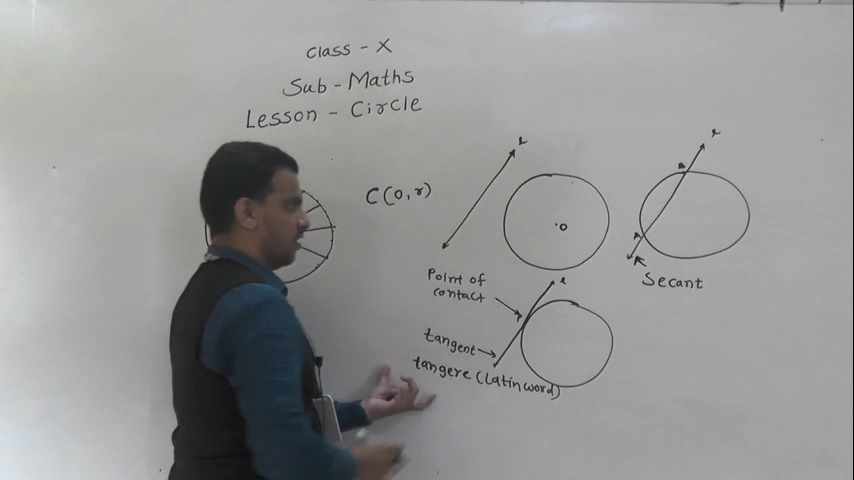 Class - X
Sub - Maths
Lesson - Circle
C(O,r)
l
O
l
Secant
Point of
contact
l
P
tangent
tangere (Latin word)